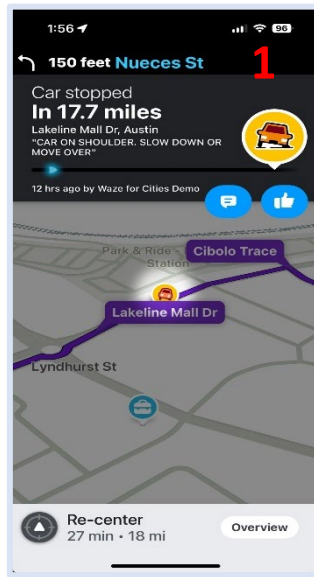 1:56
96
150 feet Nueces St
1
Car stopped
In 17.7 miles
Lakeline Mall Dr, Austin
"CAR ON SHOULDER. SLOW DOWN OR
MOVE OVER"
12 hrs ago by Waze for Cities Demo
Park & Ride - Station
Cibolo Trace
Lakeline Mall Dr
Lyndhurst St
Re-center
27 min • 18 mi
Overview